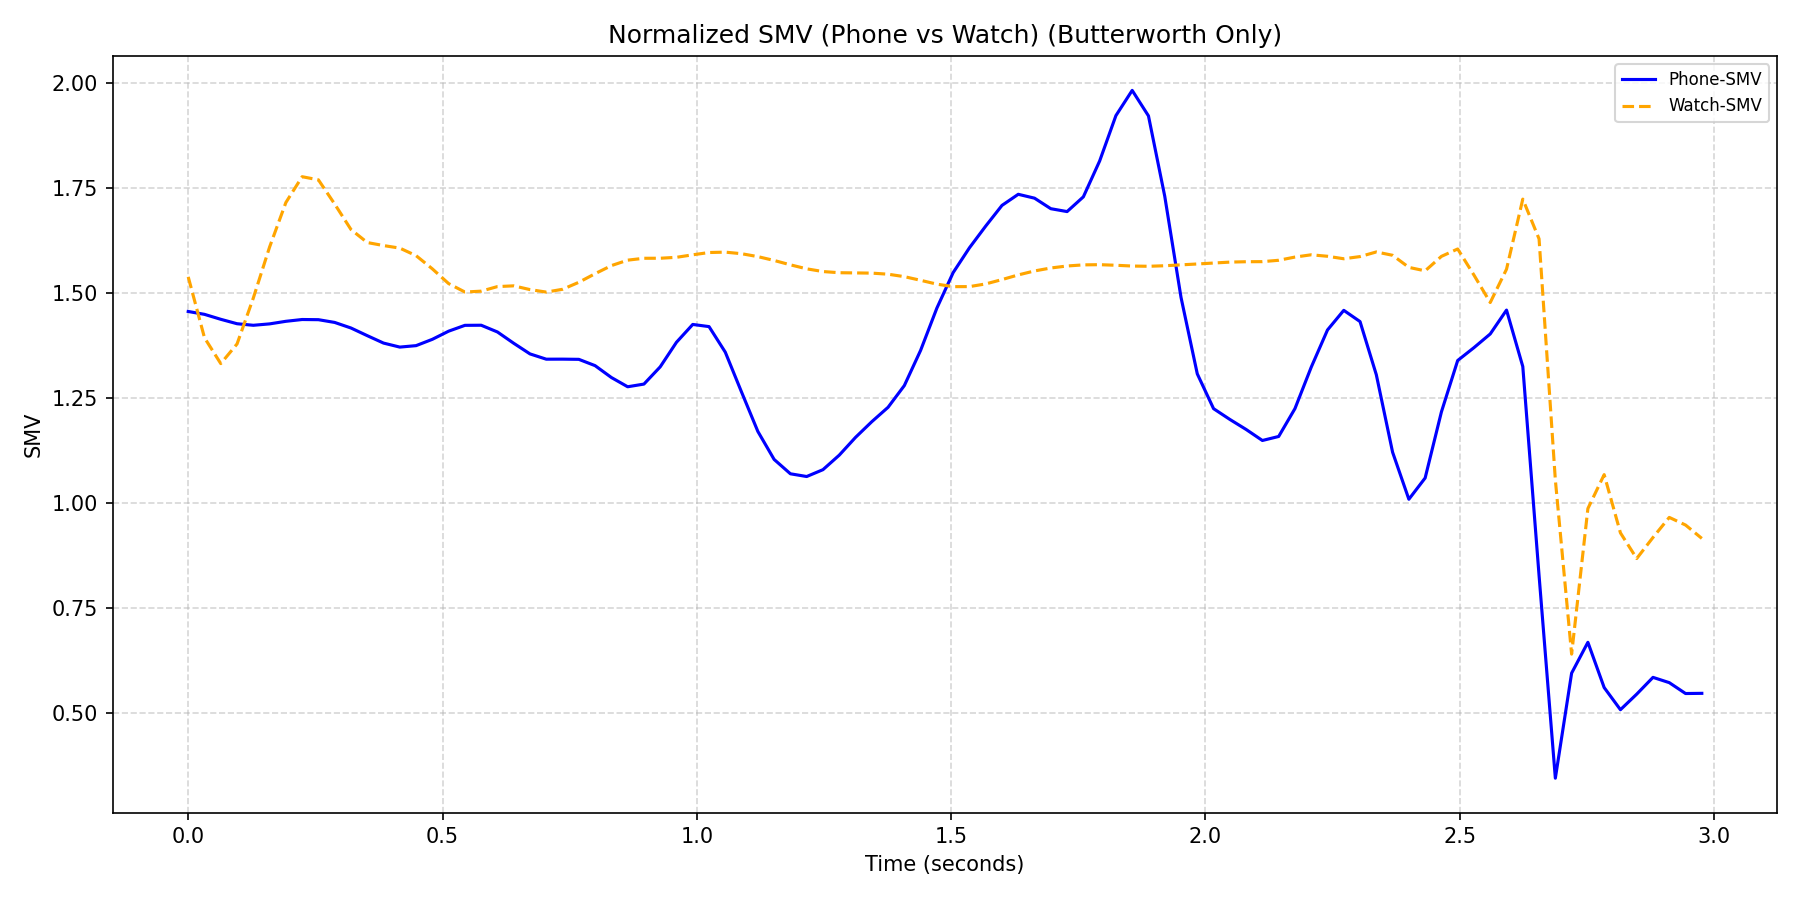 Normalized SMV (Phone vs Watch) (Butterworth Only)
Phone-SMV
Watch-SMV
SMV
2.00
1.75
1.50
1.25
1.00
0.75
0.50
0.0 0.5 1.0 1.5 2.0 2.5 3.0
Time (seconds)